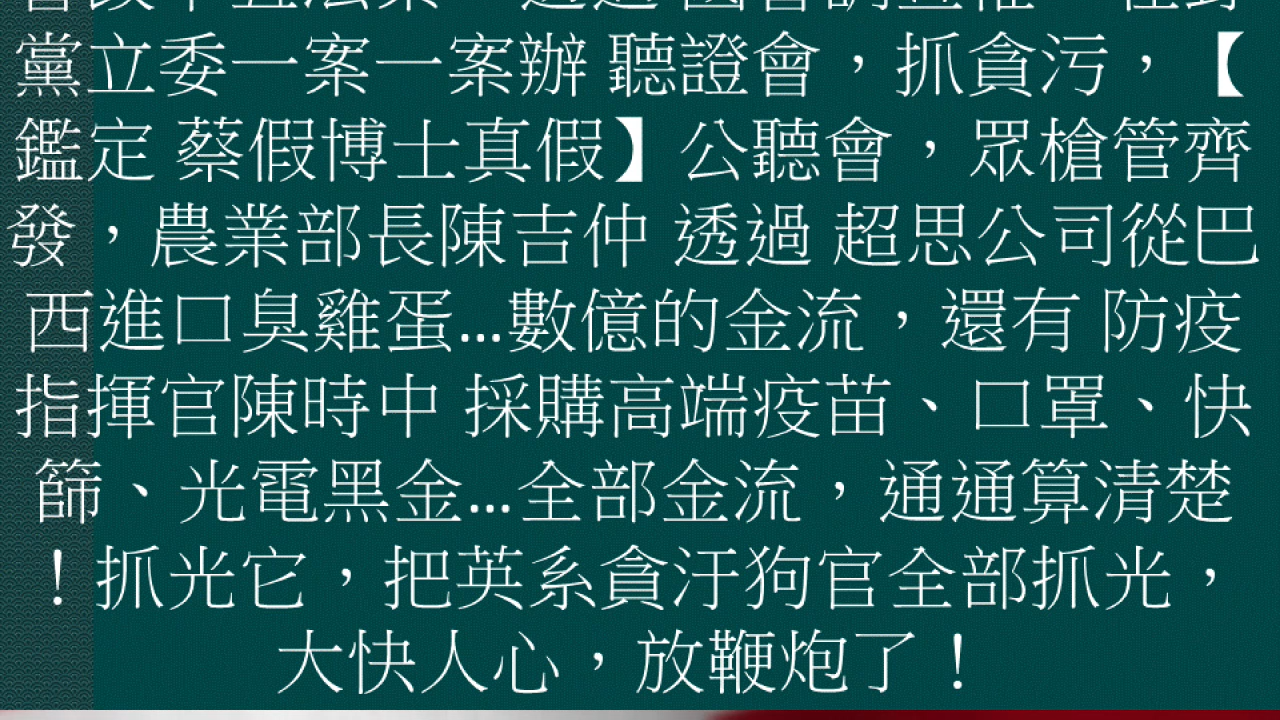 黨立委一案一案辦 聽證會，抓貪污，【
鑑定 蔡假博士真假】公聽會，眾槍管齊
發，農業部長陳吉仲 透過 超思公司從巴
西進口臭雞蛋...數億的金流，還有 防疫
指揮官陳時中 採購高端疫苗、口罩、快
篩、光電黑金...全部金流，通通算清楚
！抓光它，把英系貪汙狗官全部抓光，
大快人心，放鞭炮了！